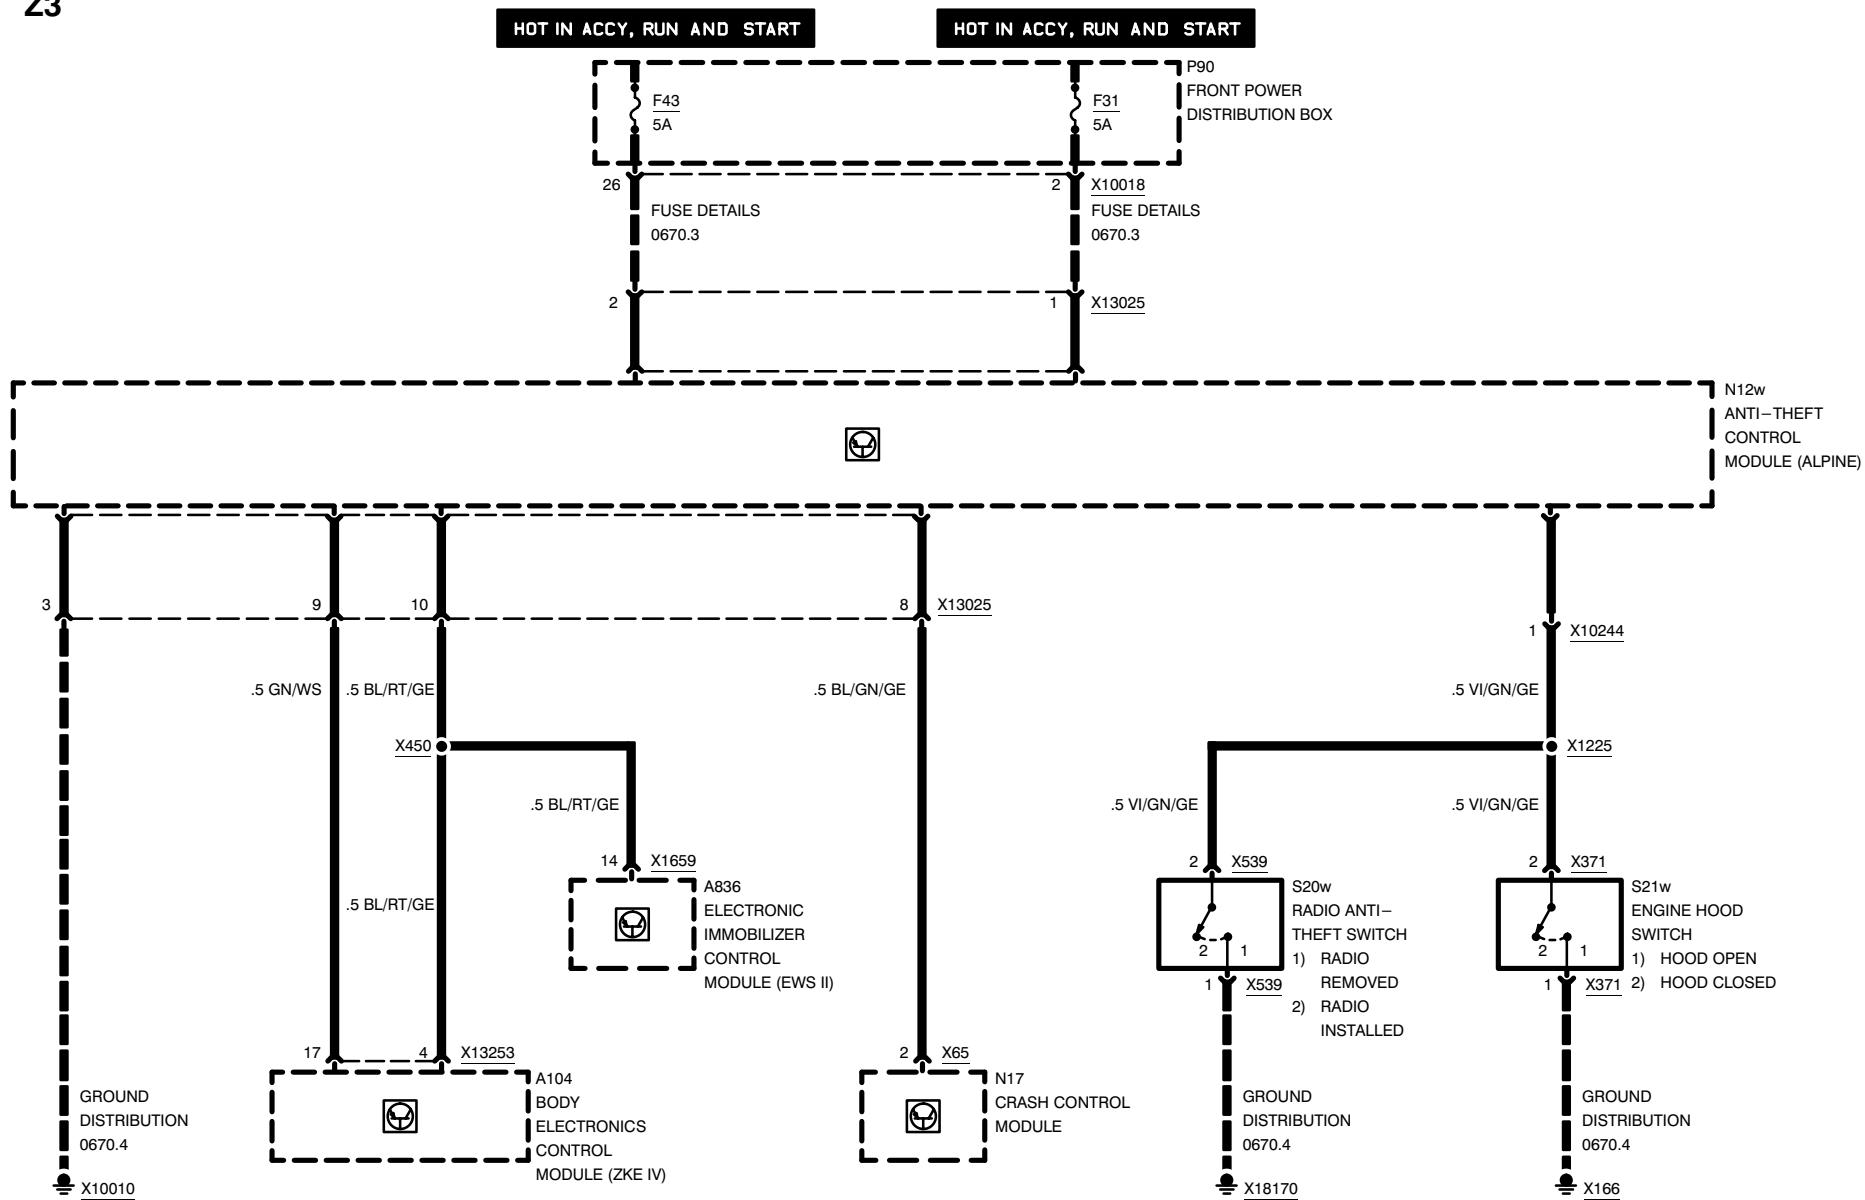 Z3
HOT IN ACCY, RUN AND START
HOT IN ACCY, RUN AND START
P90
FRONT POWER
DISTRIBUTION BOX
F43
5A
F31
5A
26
2
X10018
FUSE DETAILS
0670.3
FUSE DETAILS
0670.3
2
1
X13025
N12w
ANTI–THEFT
CONTROL
MODULE (ALPINE)
3
9
10
8
X13025
1
X10244
.5 GN/WS
.5 BL/RT/GE
.5 BL/GN/GE
.5 VI/GN/GE
X450
X1225
.5 BL/RT/GE
.5 VI/GN/GE
.5 VI/GN/GE
14
X1659
2
X539
2
X371
A836
ELECTRONIC
IMMOBILIZER
CONTROL
MODULE (EWS II)
.5 BL/RT/GE
2
1
S20w
RADIO ANTI–
THEFT SWITCH
1) RADIO
REMOVED
2) RADIO
INSTALLED
2
1
S21w
ENGINE HOOD
SWITCH
1) HOOD OPEN
2) HOOD CLOSED
1
X539
1
X371
17
4
X13253
2
X65
A104
BODY
ELECTRONICS
CONTROL
MODULE (ZKE IV)
N17
CRASH CONTROL
MODULE
GROUND
DISTRIBUTION
0670.4
GROUND
DISTRIBUTION
0670.4
GROUND
DISTRIBUTION
0670.4
X10010
X18170
X166